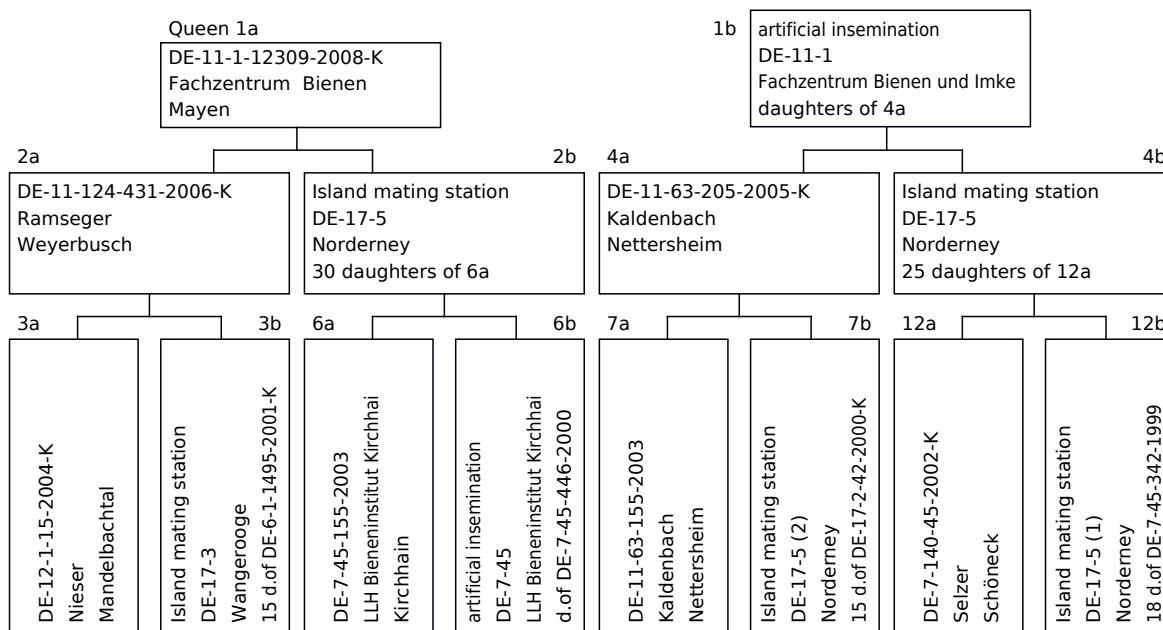 Queen 1a
DE-11-1-12309-2008-K
Fachzentrum Bienen
Mayen
1b
artificial insemination
DE-11-1
Fachzentrum Bienen und Imke
daughters of 4a
2a
DE-11-124-431-2006-K
Ramseger
Weyerbusch
2b
Island mating station
DE-17-5
Norderney
30 daughters of 6a
4a
DE-11-63-205-2005-K
Kaldenbach
Nettersheim
4b
Island mating station
DE-17-5
Norderney
25 daughters of 12a
3a
DE-12-1-15-2004-K
Nieser
Mandelbachtal
3b
Island mating station
DE-17-3
Wangerooge
15 d.of DE-6-1-1495-2001-K
6a
DE-7-45-155-2003
LLH Bieneninstitut Kirchhai
Kirchhain
6b
artificial insemination
DE-7-45
LLH Bieneninstitut Kirchhai
d.of DE-7-45-446-2000
7a
DE-11-63-155-2003
Kaldenbach
Nettersheim
7b
Island mating station
DE-17-5 (2)
Norderney
15 d.of DE-17-2-42-2000-K
12a
DE-7-140-45-2002-K
Selzer
Schöneck
12b
Island mating station
DE-17-5 (1)
Norderney
18 d.of DE-7-45-342-1999